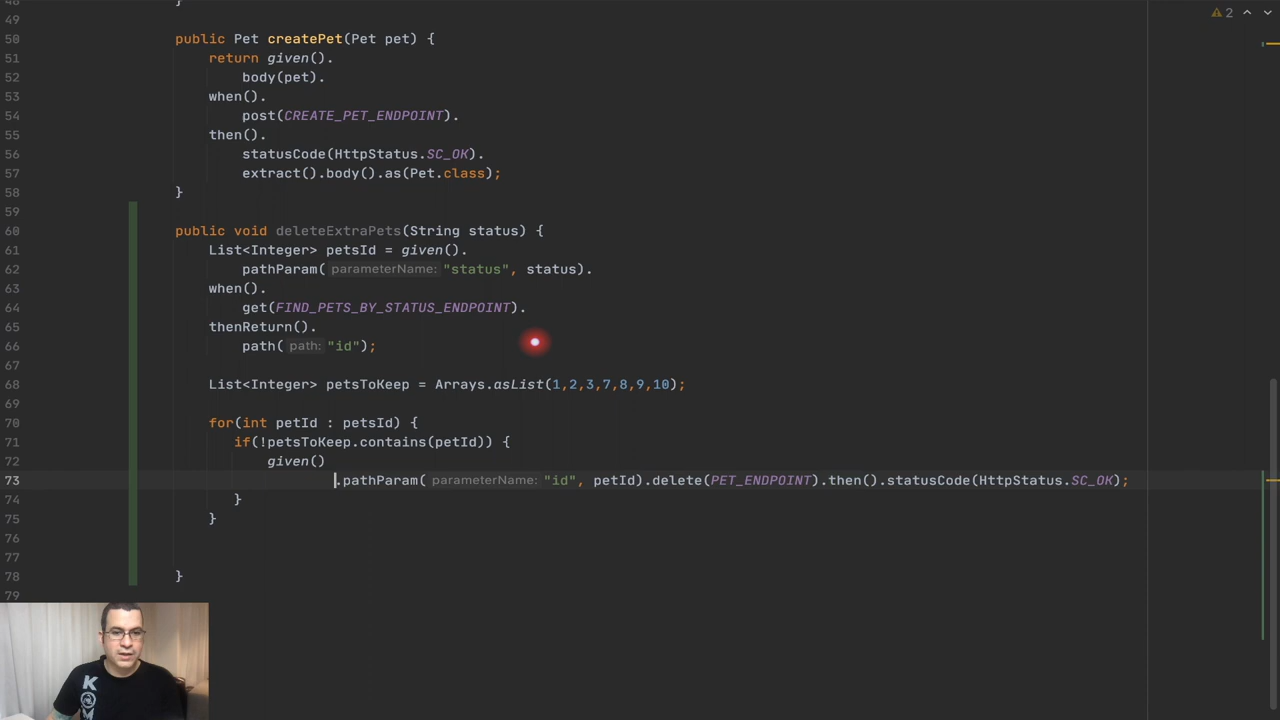 48 }
49
50 public Pet createPet(Pet pet) {
51 return given().
52 body(pet).
53 when().
54 post(CREATE_PET_ENDPOINT).
55 then().
56 statusCode(HttpStatus.SC_OK).
57 extract().body().as(Pet.class);
58 }
59
60 public void deleteExtraPets(String status) {
61 List<Integer> petsId = given().
62 pathParam( parameterName: "status", status).
63 when().
64 get(FIND_PETS_BY_STATUS_ENDPOINT).
65 thenReturn().
66 path( path: "id");
67
68 List<Integer> petsToKeep = Arrays.asList(1,2,3,7,8,9,10);
69
70 for(int petId : petsId) {
71 if(!petsToKeep.contains(petId)) {
72 given()
73 .pathParam( parameterName: "id", petId).delete(PET_ENDPOINT).then().statusCode(HttpStatus.SC_OK);
74 }
75 }
76
77
78 }
79
2
K